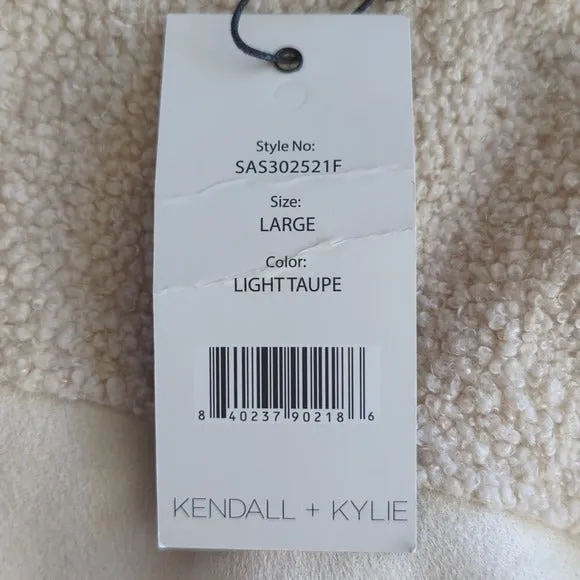 Style No:
SAS302521F
Size:
LARGE
Color:
LIGHT TAUPE
8 40237 90218 6
KENDALL + KYLIE